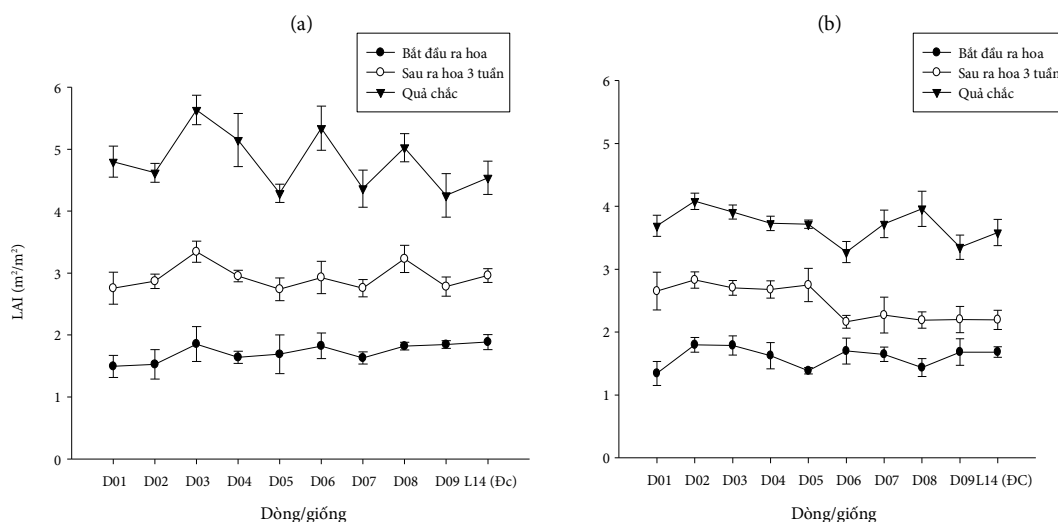 (a)
Bắt đầu ra hoa
Sau ra hoa 3 tuần
Quả chắc
LAI (m²/m²)
6
5
4
3
2
1
0
D01 D02 D03 D04 D05 D06 D07 D08 D09 L14 (Đc)
Dòng/giống
(b)
Bắt đầu ra hoa
Sau ra hoa 3 tuần
Quả chắc
6
5
4
3
2
1
0
D01 D02 D03 D04 D05 D06 D07 D08 D09 L14 (ĐC)
Dòng/giống